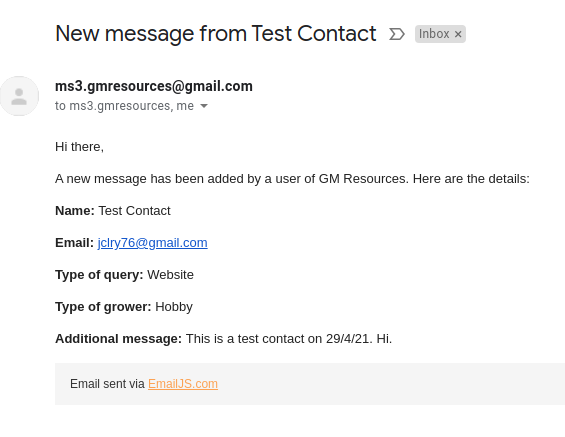 New message from Test Contact Inbox ×
ms3.gmresources@gmail.com
to ms3.gmresources, me
Hi there,
A new message has been added by a user of GM Resources. Here are the details:
Name: Test Contact
Email: jclry76@gmail.com
Type of query: Website
Type of grower: Hobby
Additional message: This is a test contact on 29/4/21. Hi.
Email sent via EmailJS.com